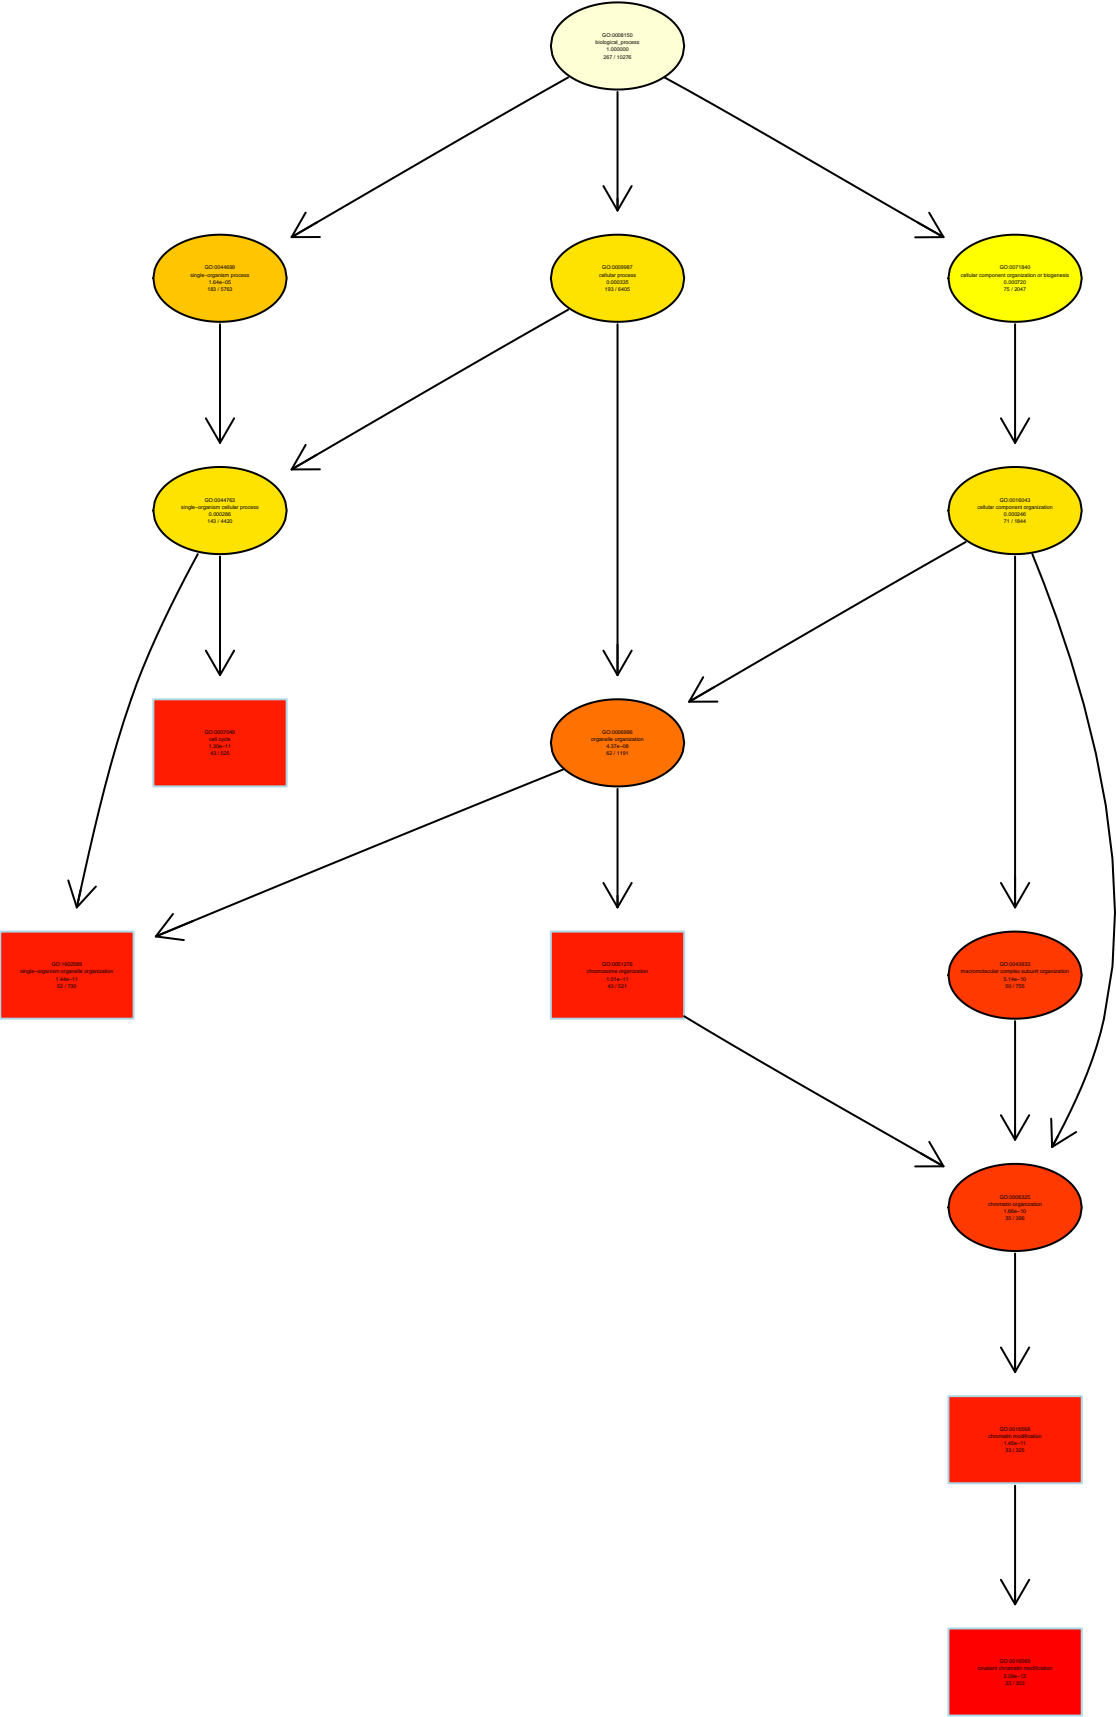 GO:0008150
biological_process
1.000000
267 / 10276
GO:0044699
single−organism process
1.64e−05
183 / 5763
GO:0009987
cellular process
0.000335
193 / 6405
GO:0071840
cellular component organization or biogenesis
0.000720
75 / 2047
GO:0044763
single−organism cellular process
0.000286
143 / 4420
GO:0016043
cellular component organization
0.000246
71 / 1844
GO:0007049
cell cycle
1.30e−11
43 / 525
GO:0006996
organelle organization
4.37e−08
62 / 1191
GO:1902589
single−organism organelle organization
1.44e−11
52 / 730
GO:0051276
chromosome organization
1.01e−11
43 / 521
GO:0043933
macromolecular complex subunit organization
5.14e−10
50 / 755
GO:0006325
chromatin organization
1.66e−10
35 / 396
GO:0016568
chromatin modification
1.45e−11
33 / 325
covalent chromatin modification